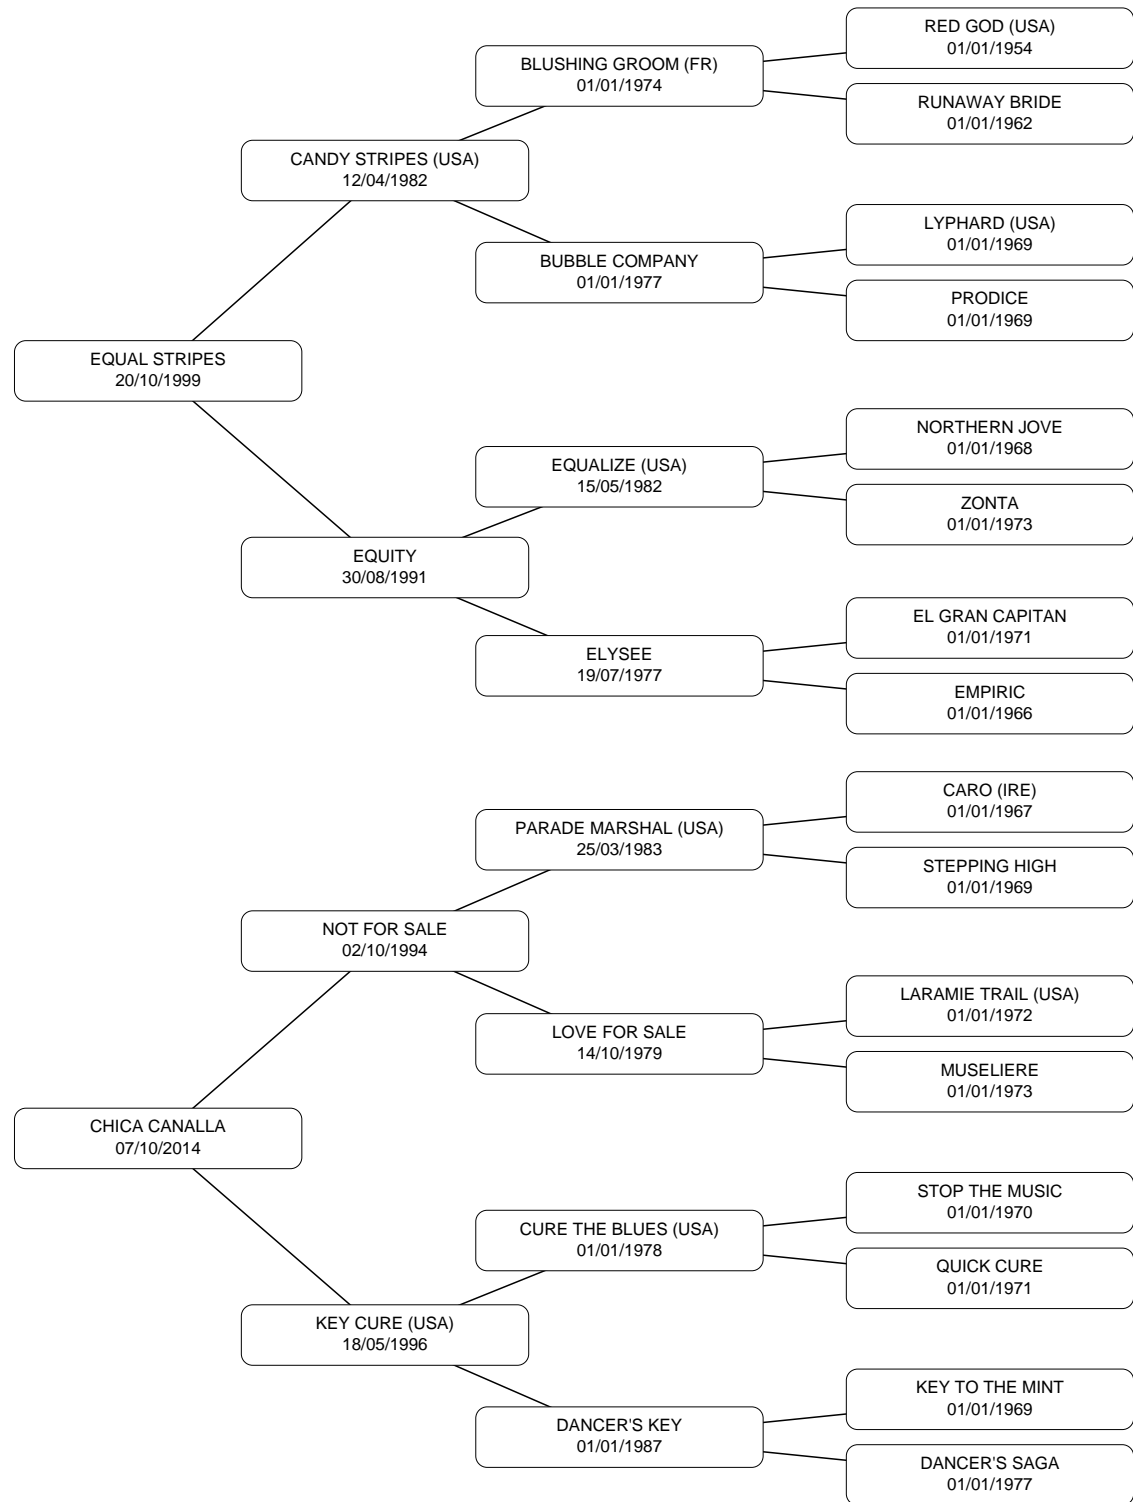 RED GOD (USA)
01/01/1954
BLUSHING GROOM (FR)
01/01/1974
RUNAWAY BRIDE
01/01/1962
CANDY STRIPES (USA)
12/04/1982
LYPHARD (USA)
01/01/1969
BUBBLE COMPANY
01/01/1977
PRODICE
01/01/1969
EQUAL STRIPES
20/10/1999
NORTHERN JOVE
01/01/1968
EQUALIZE (USA)
15/05/1982
ZONTA
01/01/1973
EQUITY
30/08/1991
EL GRAN CAPITAN
01/01/1971
ELYSEE
19/07/1977
EMPIRIC
01/01/1966
CARO (IRE)
01/01/1967
PARADE MARSHAL (USA)
25/03/1983
STEPPING HIGH
01/01/1969
NOT FOR SALE
02/10/1994
LARAMIE TRAIL (USA)
01/01/1972
LOVE FOR SALE
14/10/1979
MUSELIERE
01/01/1973
CHICA CANALLA
07/10/2014
STOP THE MUSIC
01/01/1970
CURE THE BLUES (USA)
01/01/1978
QUICK CURE
01/01/1971
KEY CURE (USA)
18/05/1996
KEY TO THE MINT
01/01/1969
DANCER'S KEY
01/01/1987
DANCER'S SAGA
01/01/1977